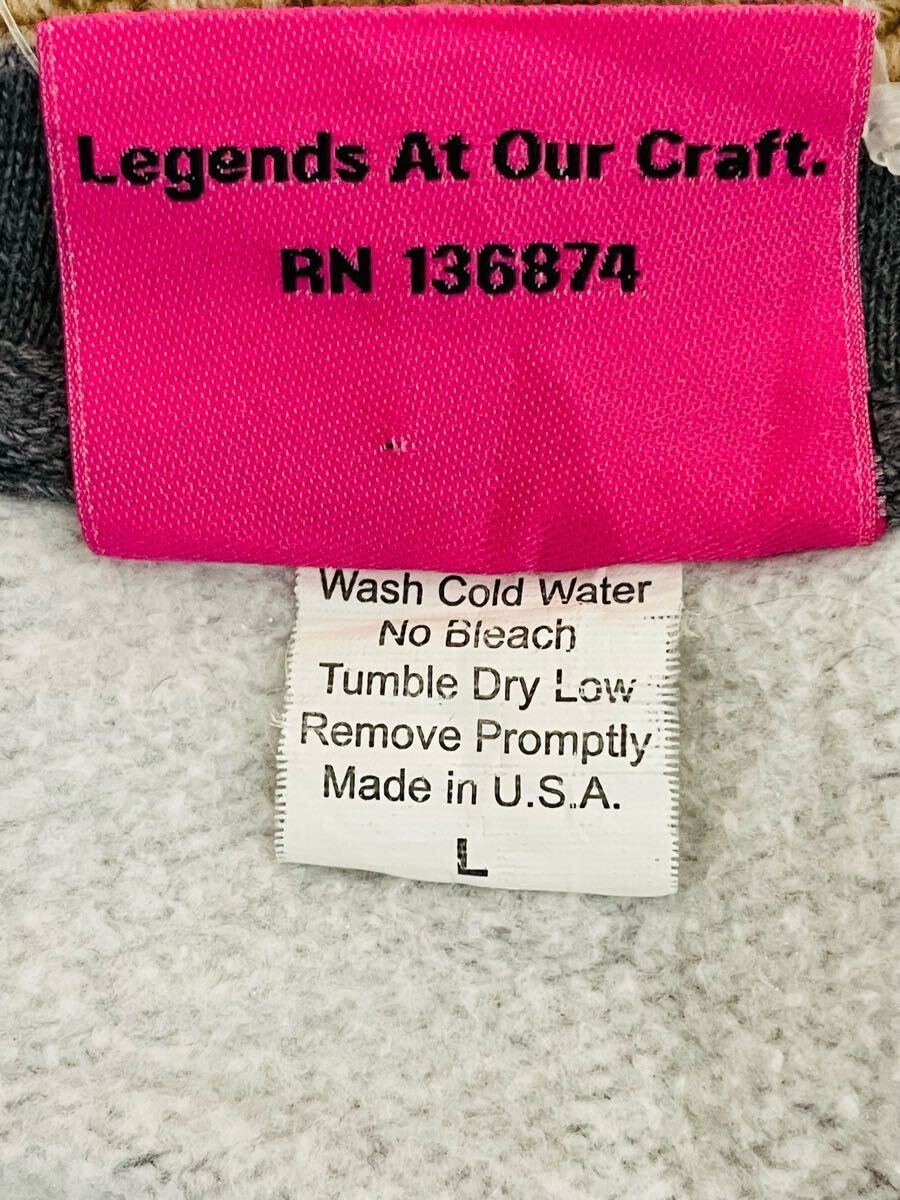 Legends At Our Craft.
RN 136874
Wash Cold Water
No Bleach
Tumble Dry Low
Remove Promptly
Made in U.S.A.
L